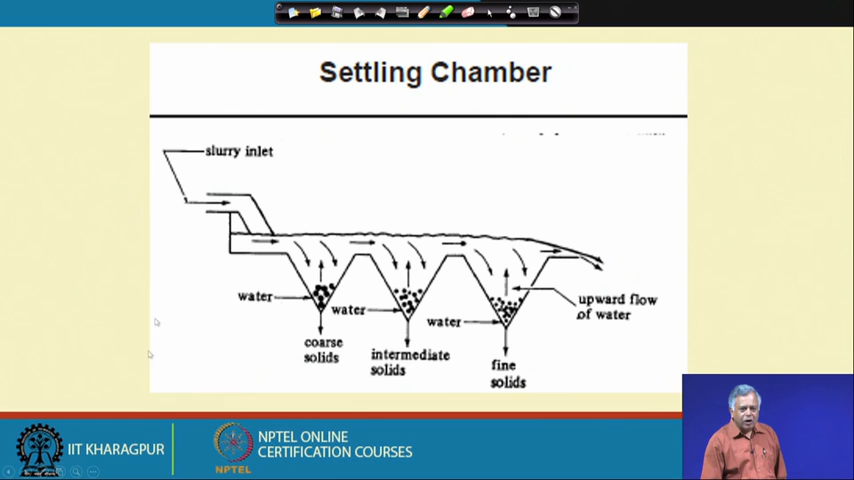 Settling Chamber
slurry inlet
water
water
water
upward flow
of water
coarse
solids
intermediate
solids
fine
solids
IIT KHARAGPUR
NPTEL
NPTEL ONLINE
CERTIFICATION COURSES